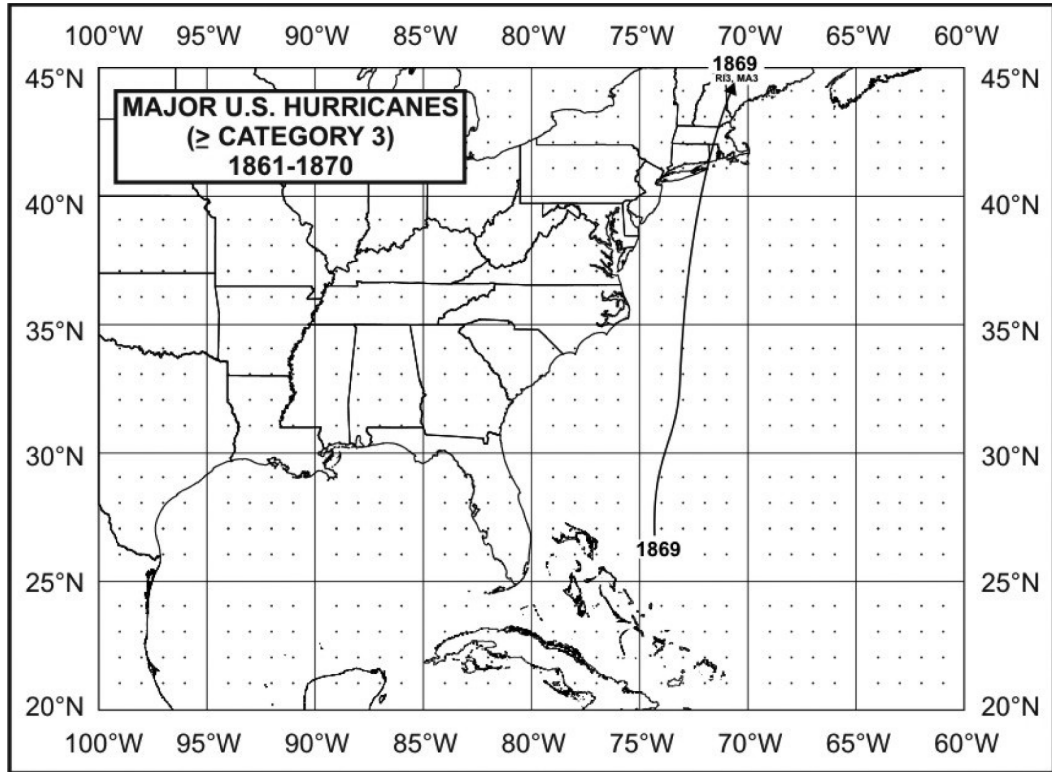 100°W 95°W 90°W 85°W 80°W 75°W 70°W 65°W 60°W
1869
RI3, MA3
45°N 45°N
MAJOR U.S. HURRICANES
(≥ CATEGORY 3)
1861-1870
40°N 40°N
35°N 35°N
30°N 30°N
1869
25°N 25°N
20°N 20°N
100°W 95°W 90°W 85°W 80°W 75°W 70°W 65°W 60°W